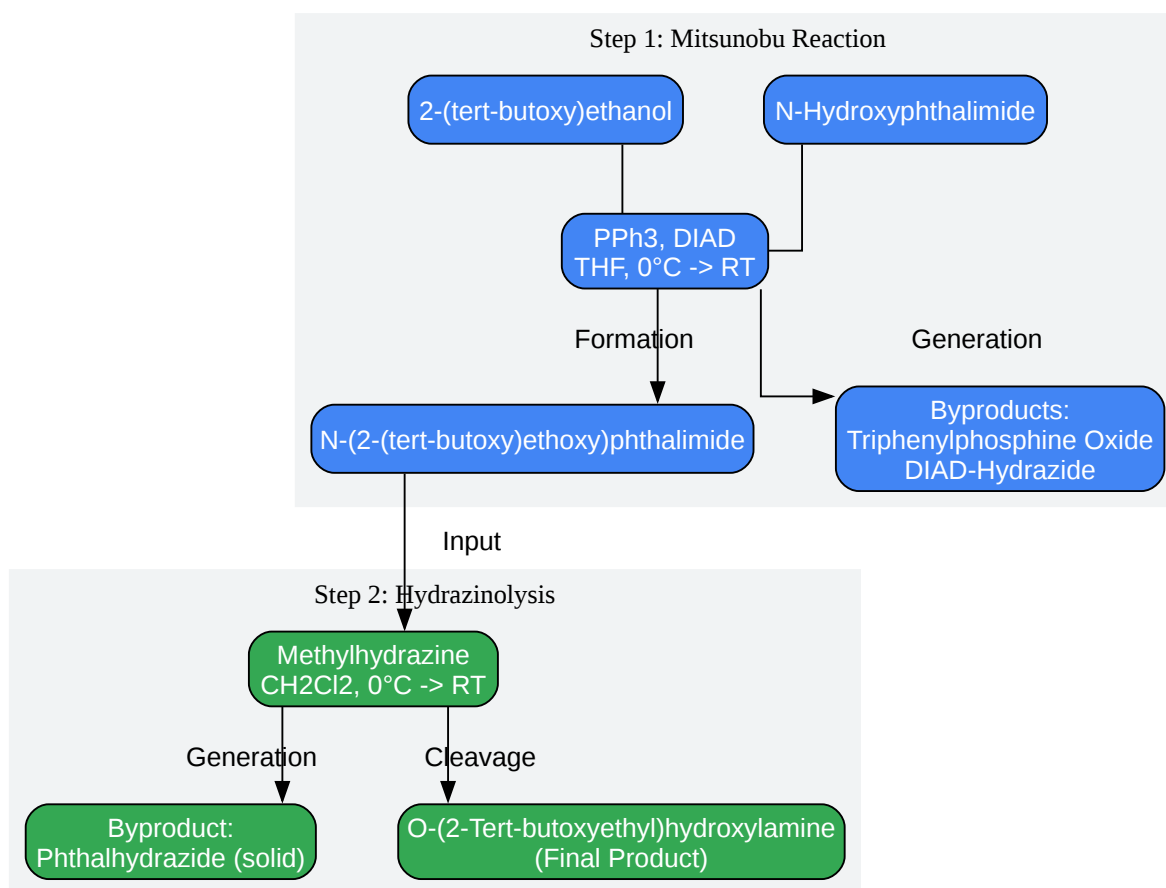 Step 1: Mitsunobu Reaction
2-(tert-butoxy)ethanol
N-Hydroxyphthalimide
PPh3, DIAD
THF, 0°C -> RT
Formation
Generation
N-(2-(tert-butoxy)ethoxy)phthalimide
Byproducts:
Triphenylphosphine Oxide
DIAD-Hydrazide
Input
Step 2: Hydrazinolysis
Methylhydrazine
CH2Cl2, 0°C -> RT
Generation
Cleavage
Byproduct:
Phthalhydrazide (solid)
O-(2-Tert-butoxyethyl)hydroxylamine
(Final Product)